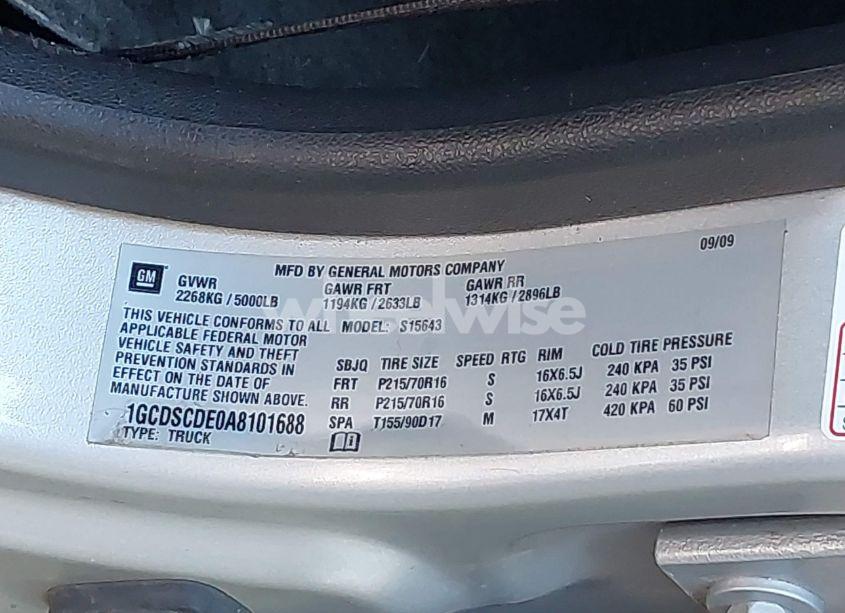 09/09
GM
MFD BY GENERAL MOTORS COMPANY
GVWR GAWR FRT GAWR RR
2268KG / 5000LB 1194KG / 2633LB 1314KG / 2896LB
THIS VEHICLE CONFORMS TO ALL MODEL: S15643
APPLICABLE FEDERAL MOTOR
VEHICLE SAFETY AND THEFT
PREVENTION STANDARDS IN
EFFECT ON THE DATE OF
MANUFACTURE SHOWN ABOVE.
1GCDSCDE0A8101688
TYPE: TRUCK
SBJQ TIRE SIZE SPEED RTG RIM COLD TIRE PRESSURE
FRT P215/70R16 S 16X6.5J 240 KPA 35 PSI
RR P215/70R16 S 16X6.5J 240 KPA 35 PSI
SPA T155/90D17 M 17X4T 420 KPA 60 PSI
wheelwise